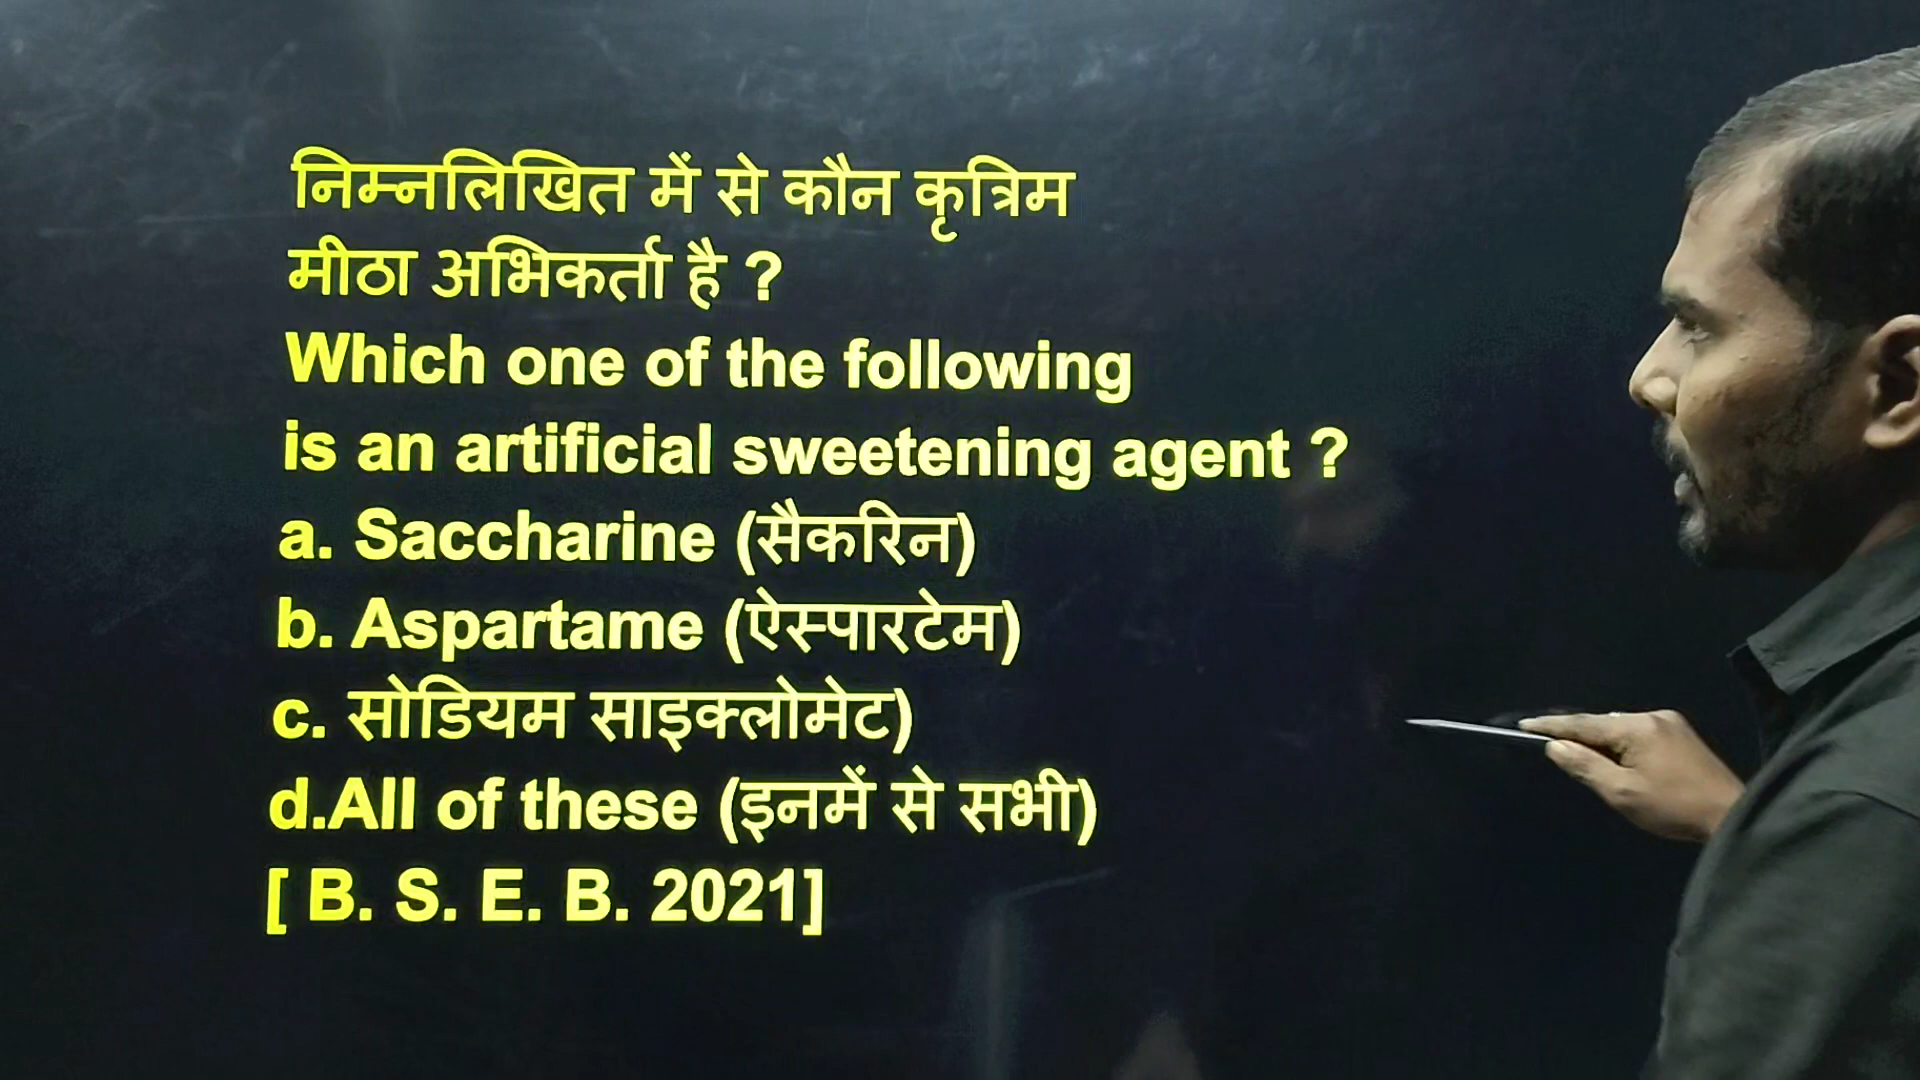 निम्नलिखित में से कौन कृत्रिम
मीठा अभिकर्ता है ?
Which one of the following
is an artificial sweetening agent ?
a. Saccharine (सैकरिन)
b. Aspartame (ऐस्पारटेम)
c. सोडियम साइक्लोमेट)
d.All of these (इनमें से सभी)
[ B. S. E. B. 2021]